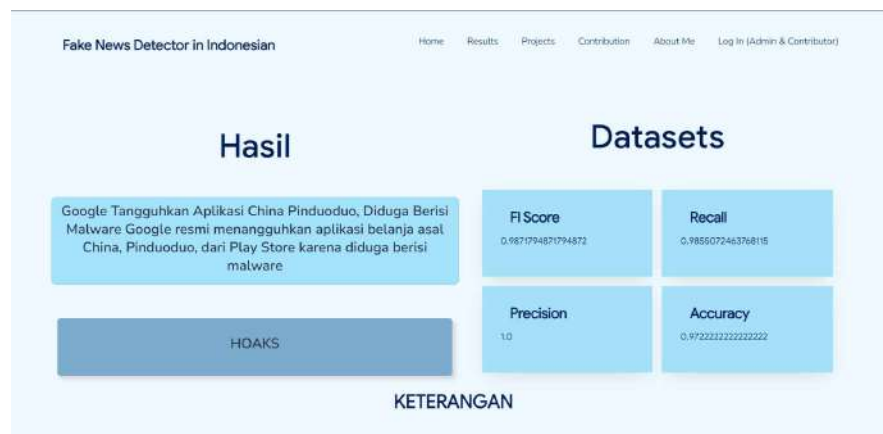 Fake News Detector in Indonesian
Home Results Projects Contribution About Me Log In (Admin & Contributor)
Hasil
Google Tangguhkan Aplikasi China Pinduoduo, Diduga Berisi
Malware Google resmi menangguhkan aplikasi belanja asal
China, Pinduoduo, dari Play Store karena diduga berisi
malware
HOAKS
Datasets
F1 Score
0.9871794871794872
Recall
0.9855072463768115
Precision
1.0
Accuracy
0.9722222222222222
KETERANGAN